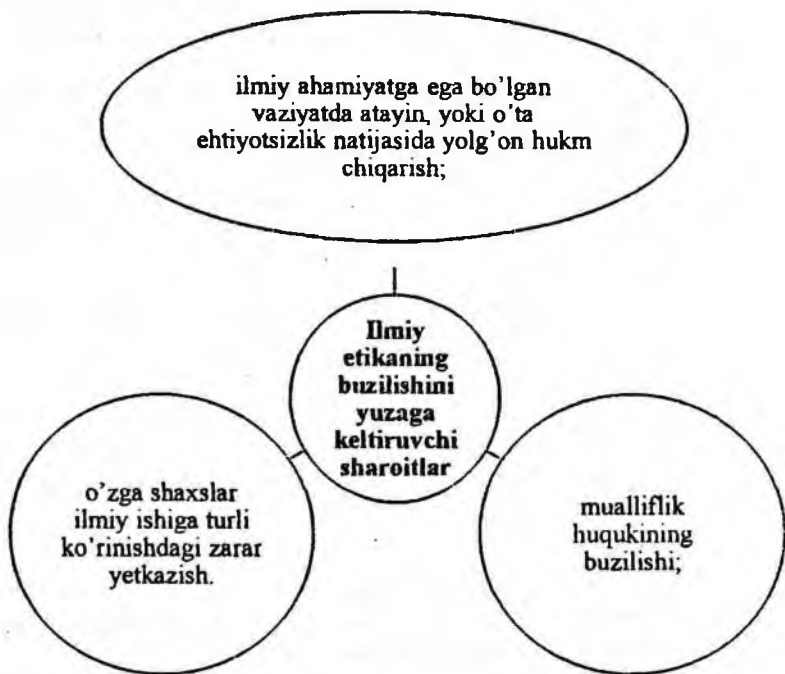 ilmiy ahamiyatga ega bo'lgan
vaziyatda atayin, yoki o'ta
ehtiyotsizlik natijasida yolg'on hukm
chiqarish;
Ilmiy
etikaning
buzilishini
yuzaga
keltiruvchi
sharoitlar
o'zga shaxslar
ilmiy ishiga turli
ko'rinishdagi zarar
yetkazish.
mualliflik
huqukining
buzilishi;